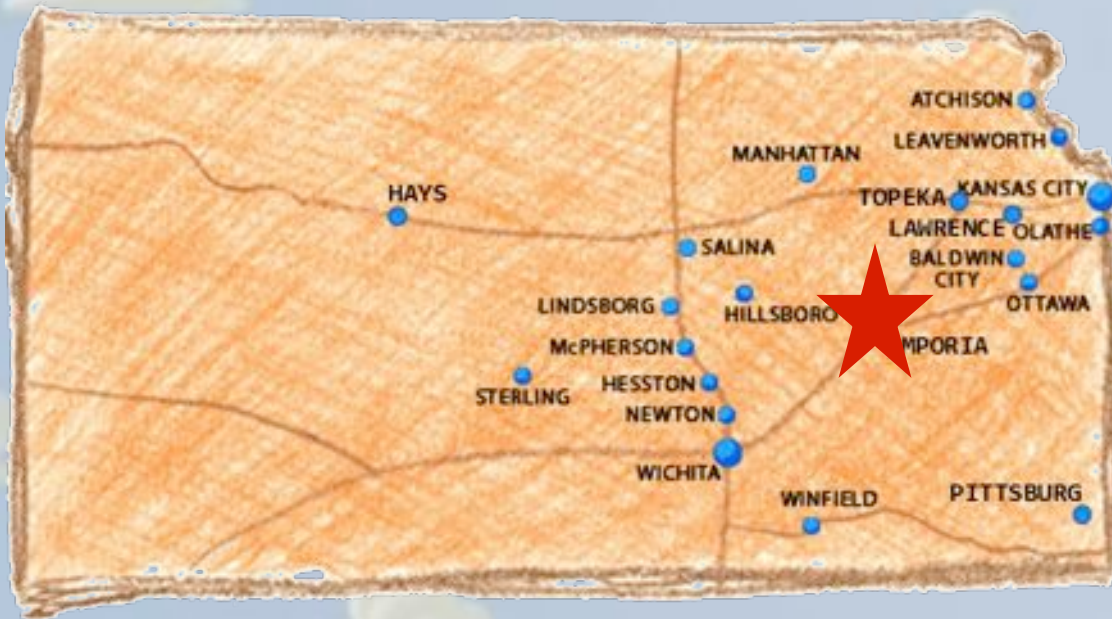 ATCHISON
LEAVENWORTH
MANHATTAN
KANSAS CITY
HAYS
TOPEKA
LAWRENCE
OLATHE
SALINA
BALDWIN
CITY
LINDSBORG
HILLSBORO
OTTAWA
McPHERSON
MPORIA
HESSTON
STERLING
NEWTON
WICHITA
WINFIELD
PITTSBURG